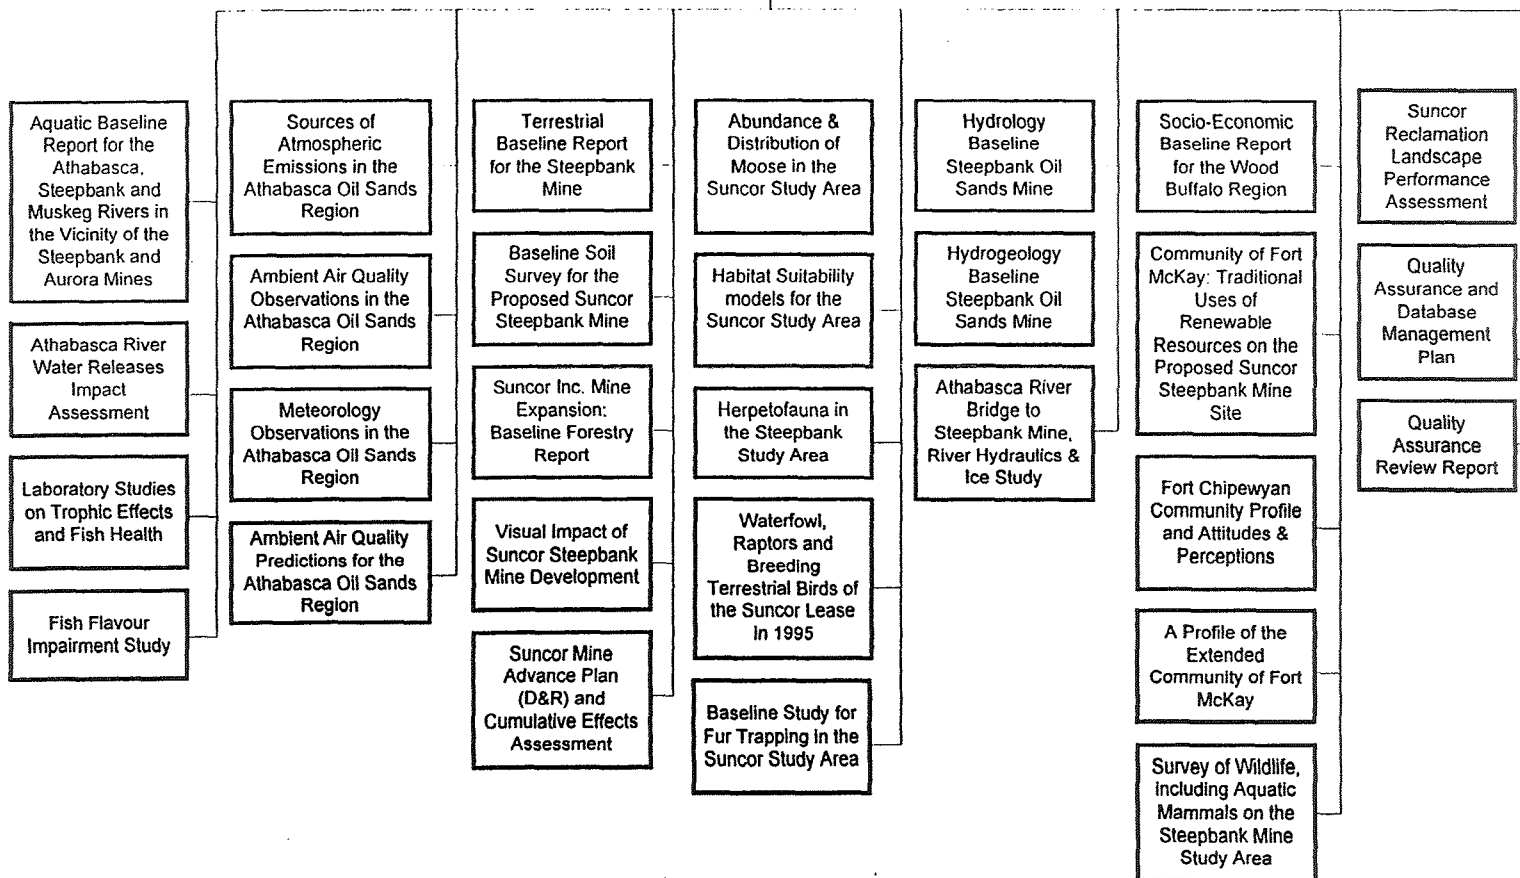 Aquatic Baseline
Report for the
Athabasca,
Steepbank and
Muskeg Rivers in
the Vicinity of the
Steepbank and
Aurora Mines
Athabasca River
Water Releases
Impact
Assessment
Laboratory Studies
on Trophic Effects
and Fish Health
Fish Flavour
Impairment Study
Sources of
Atmospheric
Emissions in the
Athabasca Oil Sands
Region
Ambient Air Quality
Observations in the
Athabasca Oil Sands
Region
Meteorology
Observations in the
Athabasca Oil Sands
Region
Ambient Air Quality
Predictions for the
Athabasca Oil Sands
Region
Terrestrial
Baseline Report
for the Steepbank
Mine
Baseline Soil
Survey for the
Proposed Suncor
Steepbank Mine
Suncor Inc. Mine
Expansion:
Baseline Forestry
Report
Visual Impact of
Suncor Steepbank
Mine Development
Suncor Mine
Advance Plan
(D&R) and
Cumulative Effects
Assessment
Abundance &
Distribution of
Moose in the
Suncor Study Area
Habitat Suitability
models for the
Suncor Study Area
Herpetofauna in
the Steepbank
Study Area
Waterfowl,
Raptors and
Breeding
Terrestrial Birds of
the Suncor Lease
in 1995
Baseline Study for
Fur Trapping in the
Suncor Study Area
Hydrology
Baseline
Steepbank Oil
Sands Mine
Hydrogeology
Baseline
Steepbank Oil
Sands Mine
Athabasca River
Bridge to
Steepbank Mine,
River Hydraulics &
Ice Study
Socio-Economic
Baseline Report
for the Wood
Buffalo Region
Community of Fort
McKay: Traditional
Uses of
Renewable
Resources on the
Proposed Suncor
Steepbank Mine
Site
Fort Chipewyan
Community Profile
and Attitudes &
Perceptions
A Profile of the
Extended
Community of Fort
McKay
Survey of Wildlife,
including Aquatic
Mammals on the
Steepbank Mine
Study Area
Suncor
Reclamation
Landscape
Performance
Assessment
Quality
Assurance and
Database
Management
Plan
Quality
Assurance
Review Report